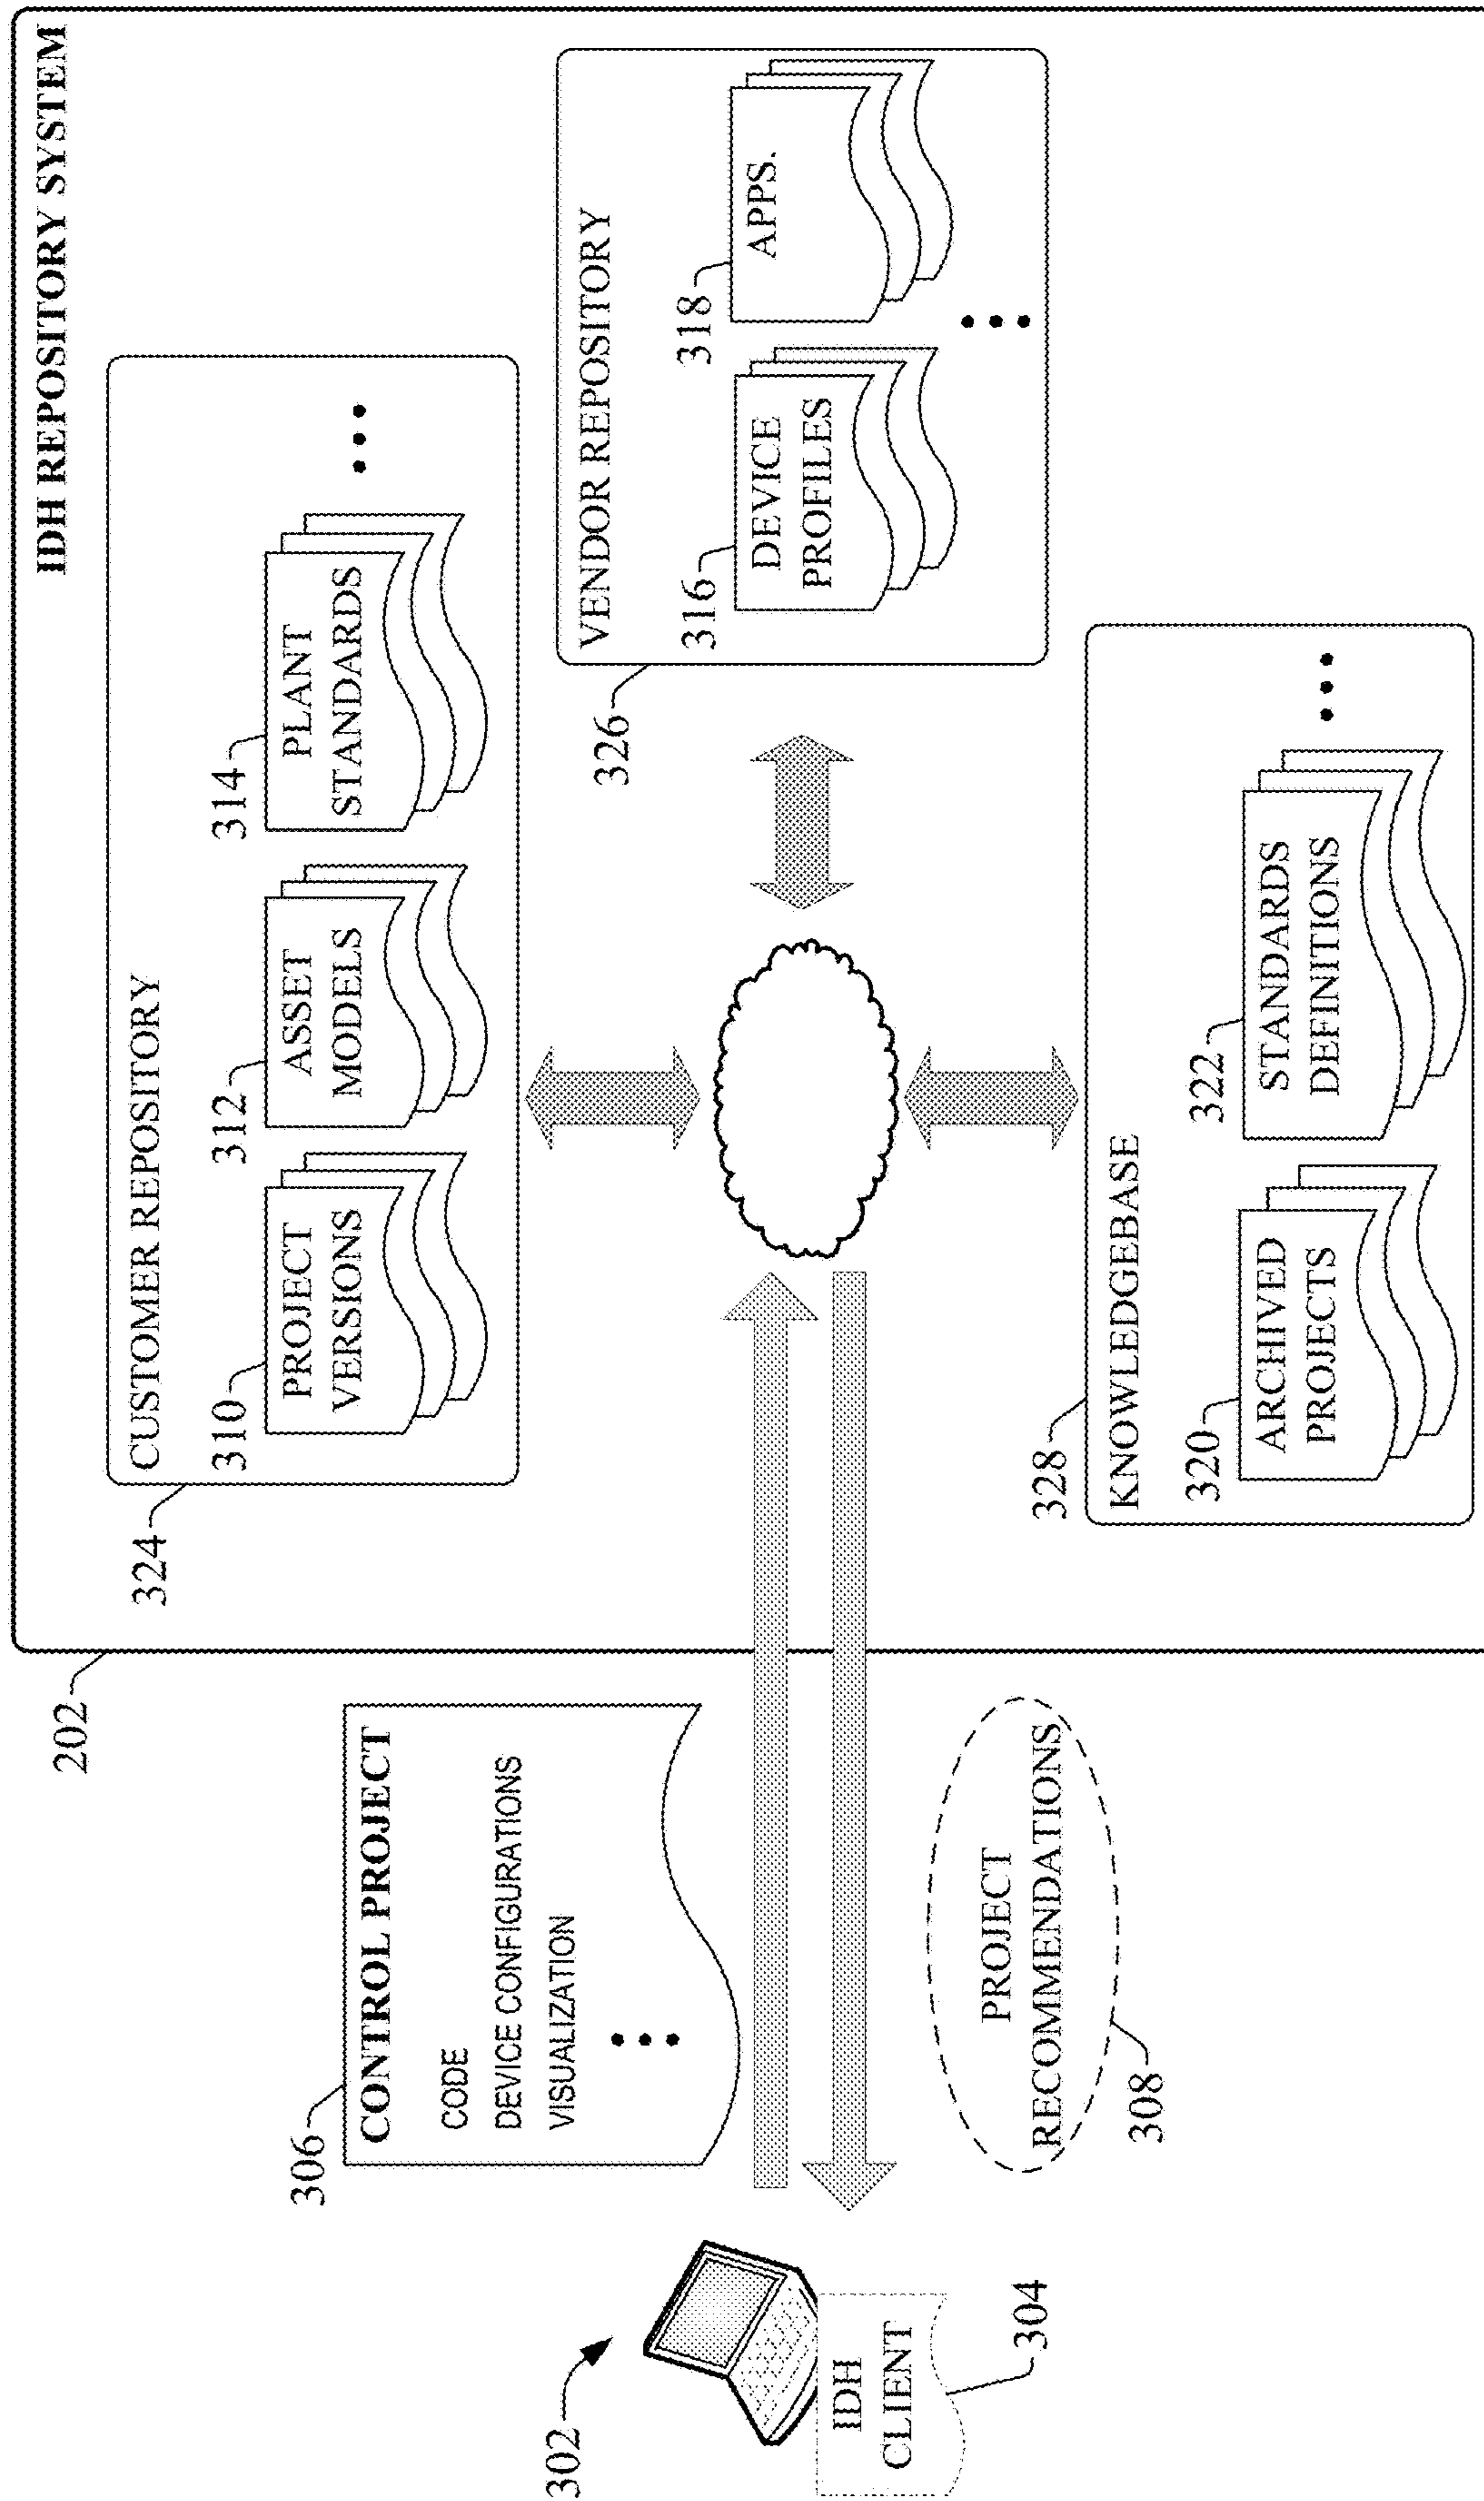 IDH REPOSITORY SYSTEM
202
324
CUSTOMER REPOSITORY
310
PROJECT
VERSIONS
312
ASSET
MODELS
314
PLANT
STANDARDS
306
CONTROL PROJECT
CODE
DEVICE CONFIGURATIONS
VISUALIZATION
326
VENDOR REPOSITORY
316
DEVICE
PROFILES
318
APPS.
302
IDH
CLIENT
304
PROJECT
RECOMMENDATIONS
308
328
KNOWLEDGEBASE
320
ARCHIVED
PROJECTS
322
STANDARDS
DEFINITIONS